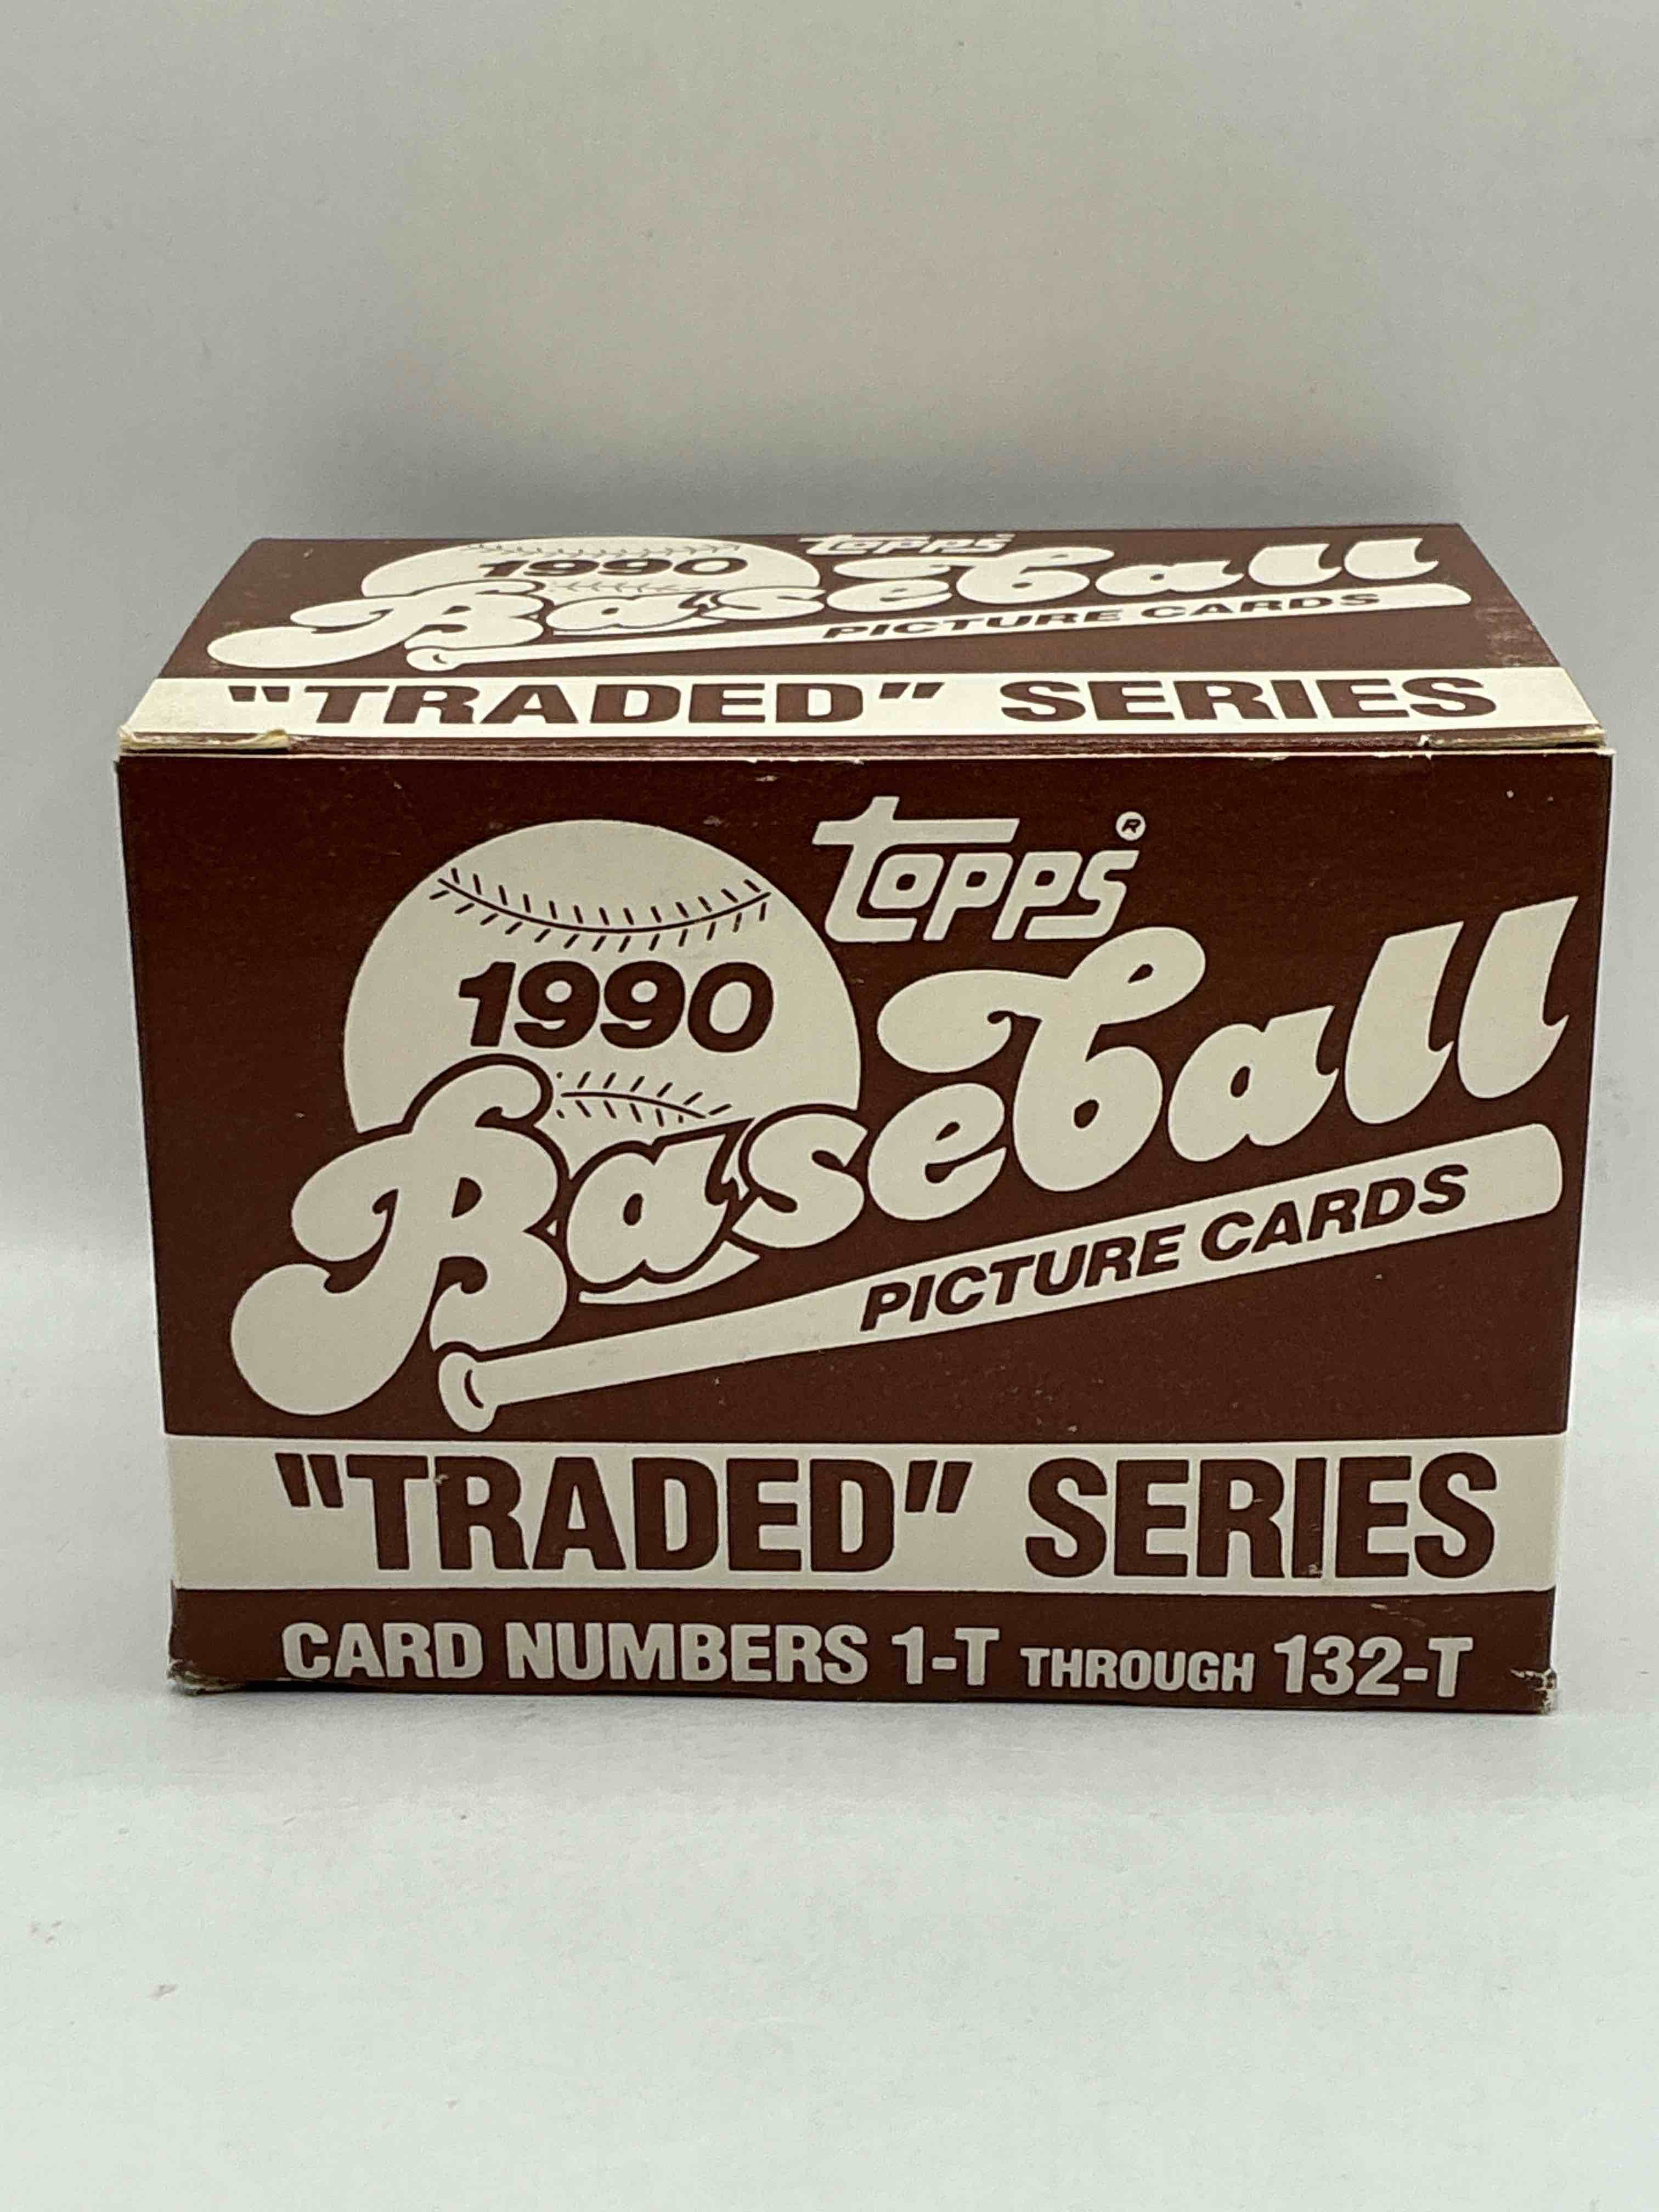 topps
1990
Baseball
PICTURE CARDS
"TRADED" SERIES
topps®
1990
Baseball
PICTURE CARDS
"TRADED" SERIES
CARD NUMBERS 1-T THROUGH 132-T